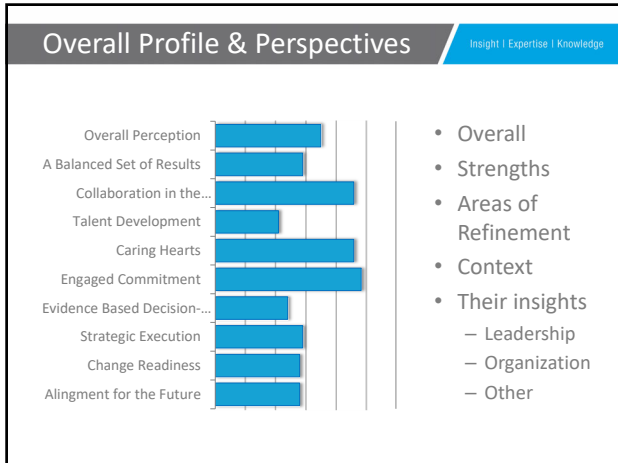 Overall Profile & Perspectives
Insight | Expertise | Knowledge
Overall Perception
A Balanced Set of Results
Collaboration in the...
Talent Development
Caring Hearts
Engaged Commitment
Evidence Based Decision-...
Strategic Execution
Change Readiness
Alingment for the Future
• Overall
• Strengths
• Areas of
Refinement
• Context
• Their insights
– Leadership
– Organization
– Other